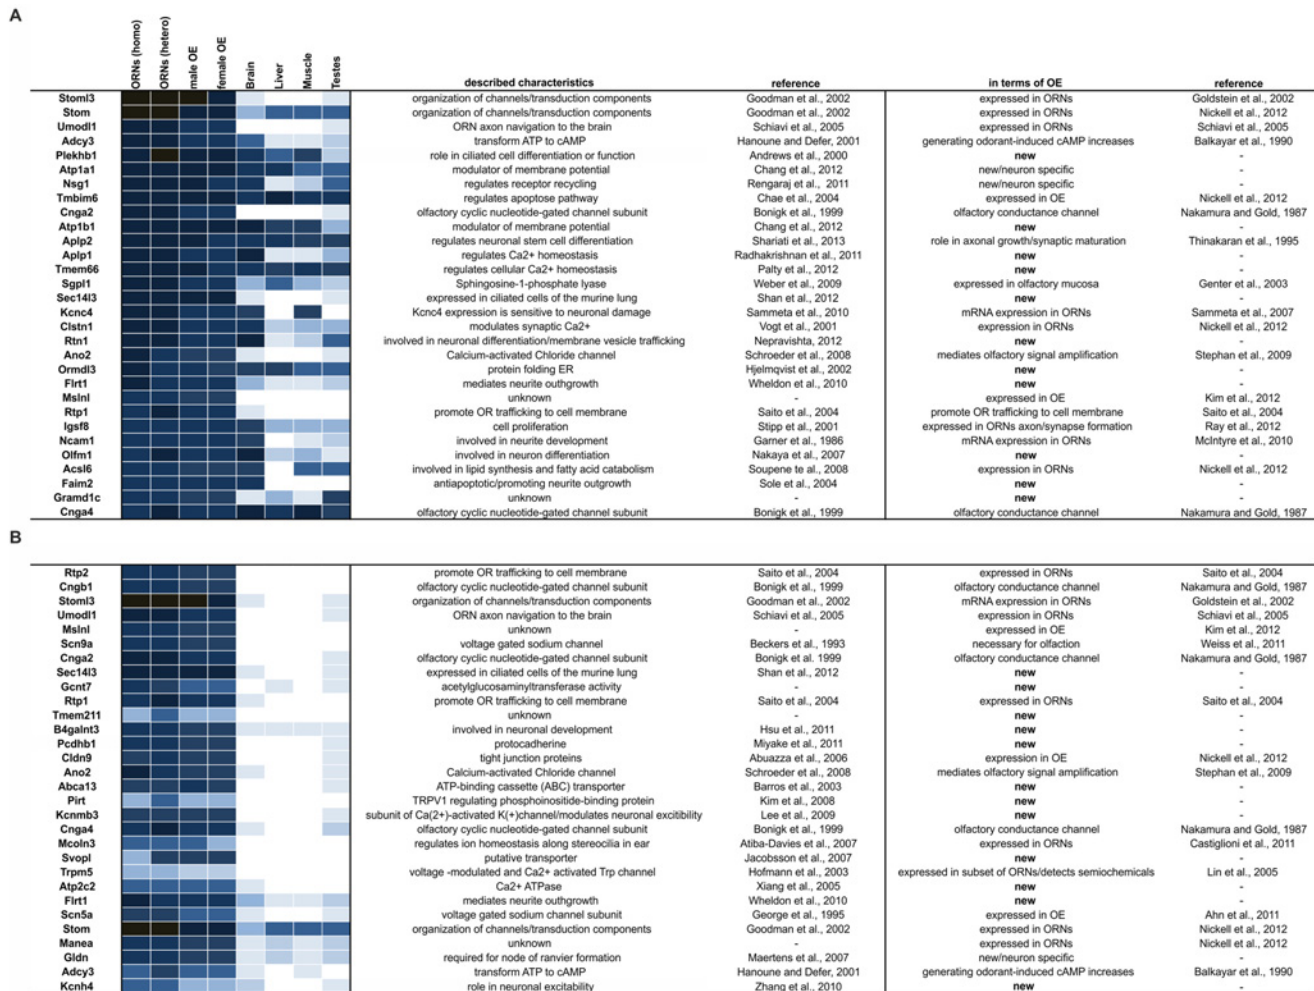 A
ORNs (homo) ORNs (hetero) male OE female OE Brain Liver Muscle Testes described characteristics reference in terms of OE reference
Stoml3 organization of channels/transduction components Goodman et al., 2002 expressed in ORNs Goldstein et al., 2002
Stom organization of channels/transduction components Goodman et al., 2002 expressed in ORNs Nickell et al., 2012
Umodl1 ORN axon navigation to the brain Schiavi et al., 2005 expressed in ORNs Schiavi et al., 2005
Adcy3 transform ATP to cAMP Hanoune and Defer, 2001 generating odorant-induced cAMP increases Balkayar et al., 1990
Plekhb1 role in ciliated cell differentiation or function Andrews et al., 2000 new -
Atp1a1 modulator of membrane potential Chang et al., 2012 new/neuron specific -
Nsg1 regulates receptor recycling Rengaraj et al., 2011 new/neuron specific -
Tmbim6 regulates apoptose pathway Chae et al., 2004 expressed in OE Nickell et al., 2012
Cnga2 olfactory cyclic nucleotide-gated channel subunit Bonigk et al., 1999 olfactory conductance channel Nakamura and Gold, 1987
Atp1b1 modulator of membrane potential Chang et al., 2012 new -
Aplp2 regulates neuronal stem cell differentiation Shariati et al., 2013 role in axonal growth/synaptic maturation Thinakaran et al., 1995
Aplp1 regulates Ca2+ homeostasis Radhakrishnan et al., 2011 new -
Tmem66 regulates cellular Ca2+ homeostasis Palty et al., 2012 new -
Sgpl1 Sphingosine-1-phosphate lyase Weber et al., 2009 expressed in olfactory mucosa Genter et al., 2003
Sec14l3 expressed in ciliated cells of the murine lung Shan et al., 2012 new -
Kcnc4 Kcno4 expression is sensitive to neuronal damage Sammeta et al., 2010 mRNA expression in ORNs Sammeta et al., 2007
Clstn1 modulates synaptic Ca2+ Vogt et al., 2001 expression in ORNs Nickell et al., 2012
Rtn1 involved in neuronal differentiation/membrane vesicle trafficking Nepravishta, 2012 new -
Ano2 Calcium-activated Chloride channel Schroeder et al., 2008 mediates olfactory signal amplification Stephan et al., 2009
Ormdl3 protein folding ER Hjelmqvist et al., 2002 new -
Flrt1 mediates neurite outhgrowth Wheldon et al., 2010 new -
Mslnl unknown - expressed in OE Kim et al., 2012
Rtp1 promote OR trafficking to cell membrane Saito et al., 2004 promote OR trafficking to cell membrane Saito et al., 2004
Igsf8 cell proliferation Stipp et al., 2001 expressed in ORNs axon/synapse formation Ray et al., 2012
Ncam1 involved in neurite development Garner et al., 1986 mRNA expression in ORNs McIntyre et al., 2010
Olfm1 involved in neuron differentiation Nakaya et al., 2007 new -
Acsl6 involved in lipid synthesis and fatty acid catabolism Soupene te al., 2008 expression in ORNs Nickell et al., 2012
Faim2 antiapoptotic/promoting neurite outgrowth Sole et al., 2004 new -
Gramd1c unknown - new -
Cnga4 olfactory cyclic nucleotide-gated channel subunit Bonigk et al., 1999 olfactory conductance channel Nakamura and Gold, 1987
B
Rtp2 promote OR trafficking to cell membrane Saito et al., 2004 expressed in ORNs Saito et al., 2004
Cngb1 olfactory cyclic nucleotide-gated channel subunit Bonigk et al., 1999 olfactory conductance channel Nakamura and Gold, 1987
Stoml3 organization of channels/transduction components Goodman et al., 2002 mRNA expression in ORNs Goldstein et al., 2002
Umodl1 ORN axon navigation to the brain Schiavi et al., 2005 expression in ORNs Schiavi et al., 2005
Mslnl unknown - expressed in OE Kim et al., 2012
Scn9a voltage gated sodium channel Beckers et al., 1993 necessary for olfaction Weiss et al., 2011
Cnga2 olfactory cyclic nucleotide-gated channel subunit Bonigk et al. 1999 olfactory conductance channel Nakamura and Gold, 1987
Sec14l3 expressed in ciliated cells of the murine lung Shan et al., 2012 new -
Gcnt7 acetylglucosaminyltransferase activity - new -
Rtp1 promote OR trafficking to cell membrane Saito et al., 2004 expressed in ORNs Saito et al., 2004
Tmem211 unknown - new -
B4galnt3 involved in neuronal development Hsu et al., 2011 new -
Pcdhb1 protocadherine Miyake et al., 2011 new -
Cldn9 tight junction proteins Abuazza et al., 2006 expression in OE Nickell et al., 2012
Ano2 Calcium-activated Chloride channel Schroeder et al., 2008 mediates olfactory signal amplification Stephan et al., 2009
Abca13 ATP-binding cassette (ABC) transporter Barros et al., 2003 new -
Pirt TRPV1 regulating phosphoinositide-binding protein Kim et al., 2008 new -
Kcnmb3 subunit of Ca(2+)-activated K(+)channel/modulates neuronal excitibility Lee et al., 2009 new -
Cnga4 olfactory cyclic nucleotide-gated channel subunit Bonigk et al., 1999 olfactory conductance channel Nakamura and Gold, 1987
Mcoln3 regulates ion homeostasis along stereocilia in ear Atiba-Davies et al., 2007 expressed in ORNs Castiglioni et al., 2011
Svopl putative transporter Jacobsson et al., 2007 new -
Trpm5 voltage -modulated and Ca2+ activated Trp channel Hofmann et al., 2003 expressed in subset of ORNs/detects semiochemicals Lin et al., 2005
Atp2c2 Ca2+ ATPase Xiang et al., 2005 new -
Flrt1 mediates neurite outhgrowth Wheldon et al., 2010 new -
Scn5a voltage gated sodium channel subunit George et al., 1995 expressed in OE Ahn et al., 2011
Stom organization of channels/transduction components Goodman et al., 2002 expressed in ORNs Nickell et al., 2012
Manea unknown - expressed in ORNs Nickell et al., 2012
Gldn required for node of ranvier formation Maertens et al., 2007 new/neuron specific -
Adcy3 transform ATP to cAMP Hanoune and Defer, 2001 generating odorant-induced cAMP increases Balkayar et al., 1990
Kcnh4 role in neuronal excitability Zhang et al., 2010 new -